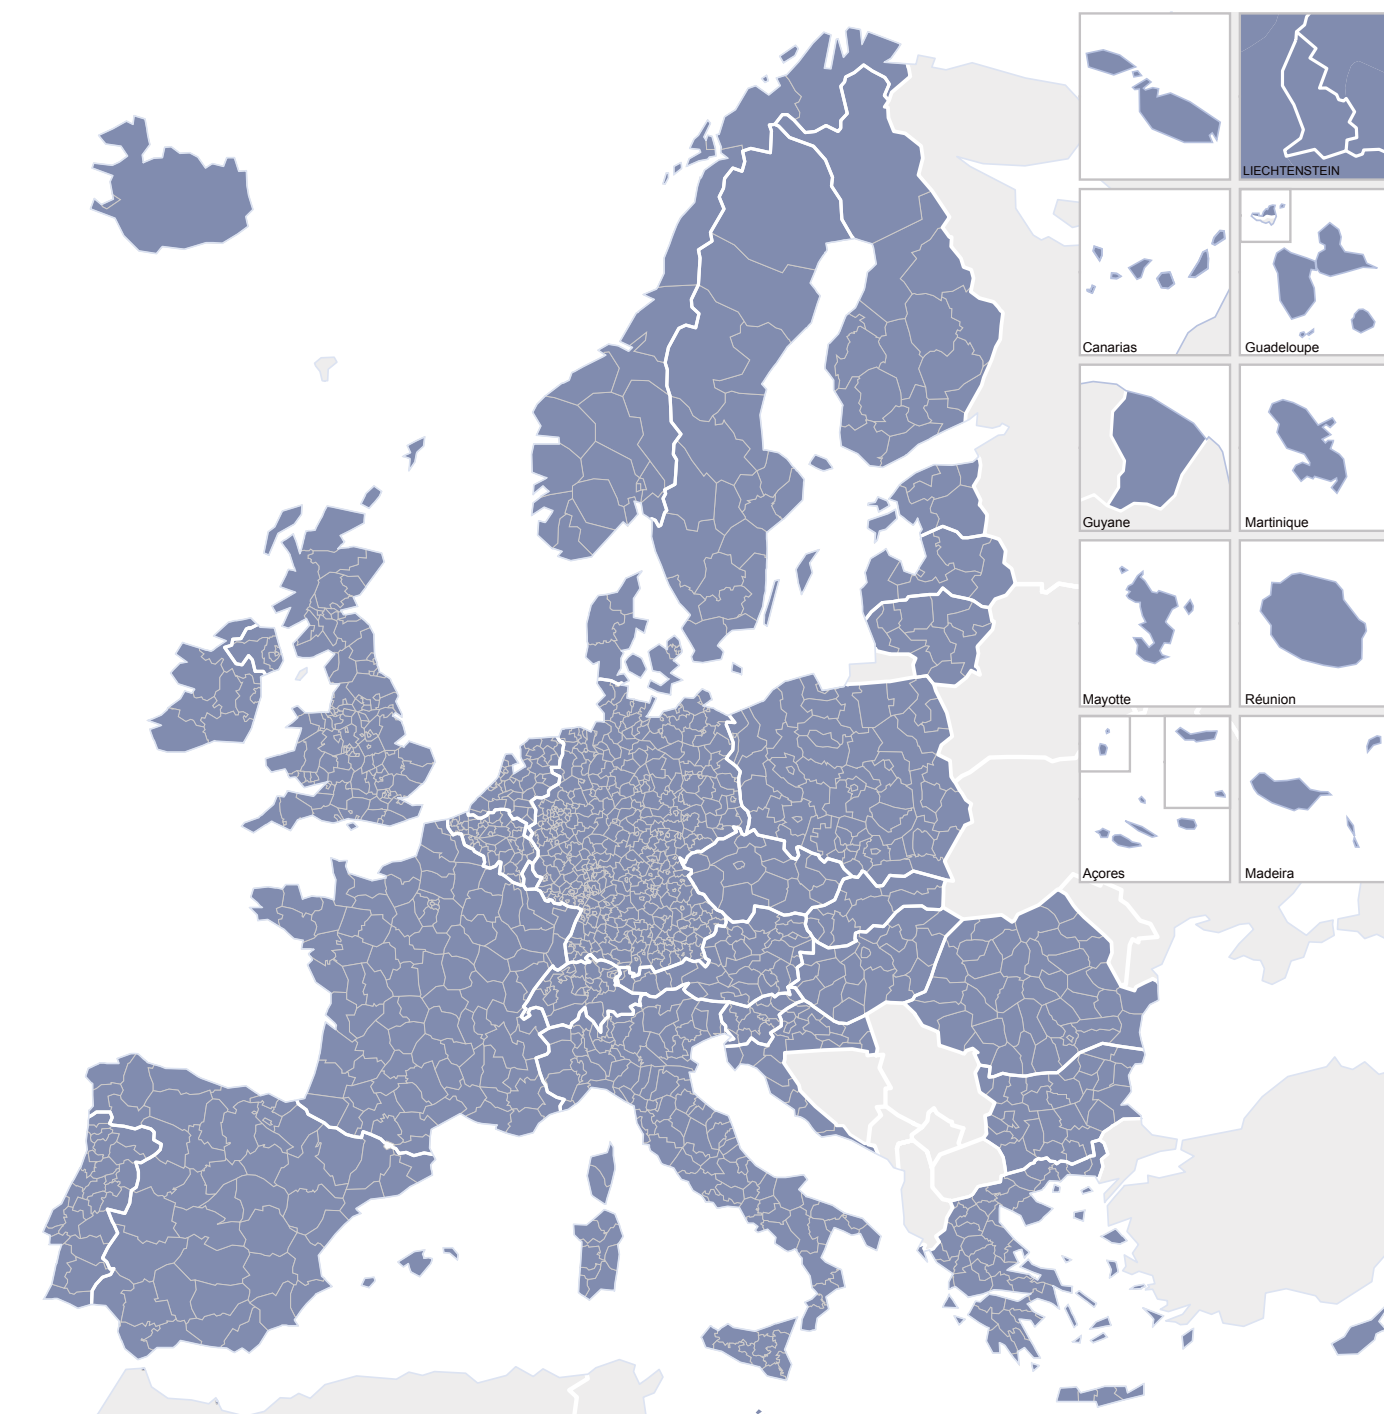 LIECHTENSTEIN
Canarias
Guadeloupe
Guyane
Martinique
Mayotte
Réunion
Açores
Madeira